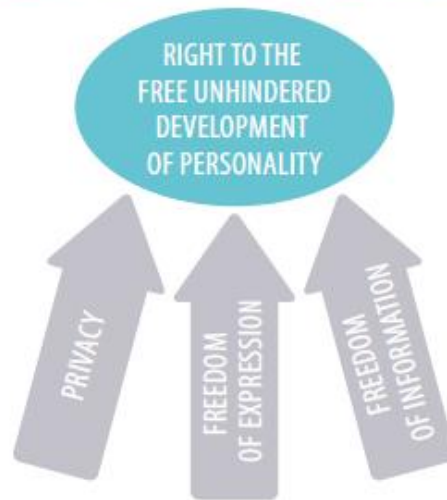 RIGHT TO THE
FREE UNHINDERED
DEVELOPMENT
OF PERSONALITY
PRIVACY
FREEDOM
OF EXPRESSION
FREEDOM
OF INFORMATION